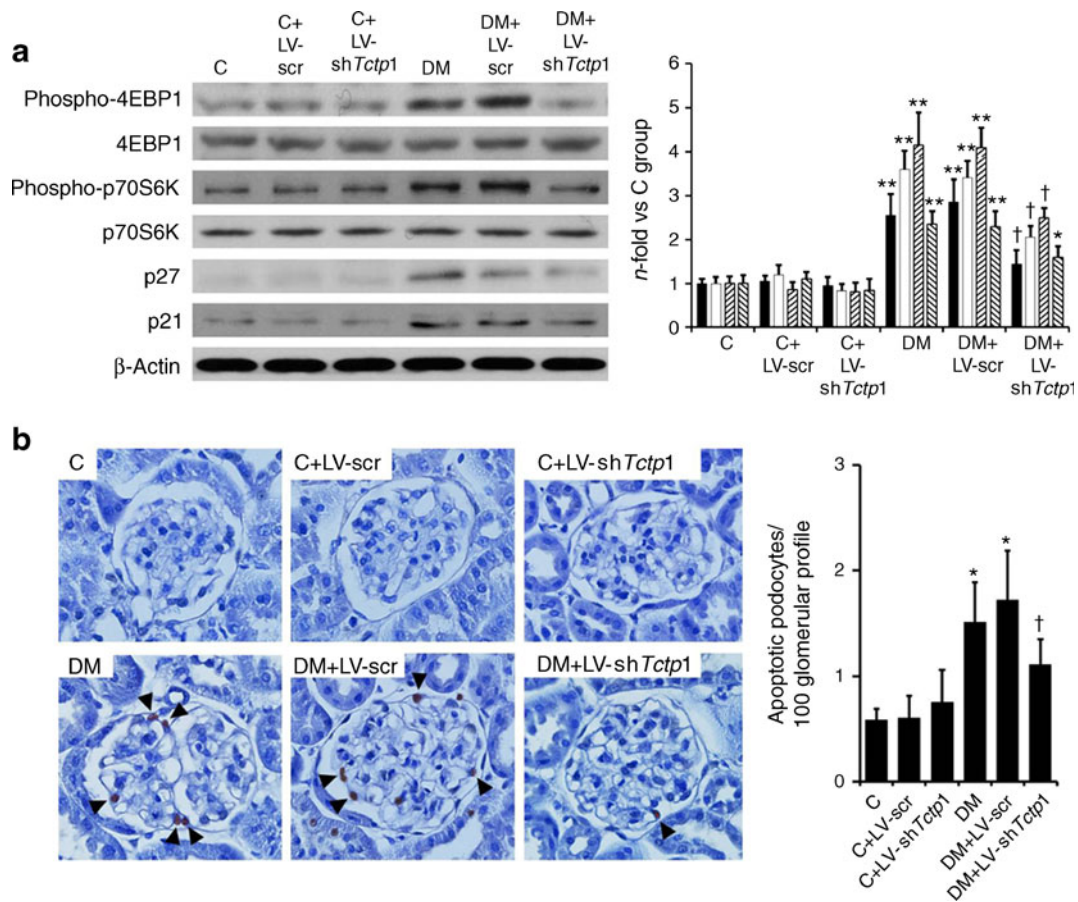 a
C
C+
LV-
scr
C+
LV-
shTctp1
DM
DM+
LV-
scr
DM+
LV-
shTctp1
Phospho-4EBP1
4EBP1
Phospho-p70S6K
p70S6K
p27
p21
β-Actin
n-fold vs C group
6
5
4
3
2
1
0
** ** ** **
** ** ** **
† † † *
C
C+
LV-scr
C+
LV-
shTctp1
DM
DM+
LV-scr
DM+
LV-
shTctp1
b
C
C+LV-scr
C+LV-shTctp1
DM
DM+LV-scr
DM+LV-shTctp1
Apoptotic podocytes/
100 glomerular profile
3
2
1
0
*
*
†
C
C+LV-scr
C+LV-shTctp1
DM
DM+LV-scr
DM+LV-shTctp1